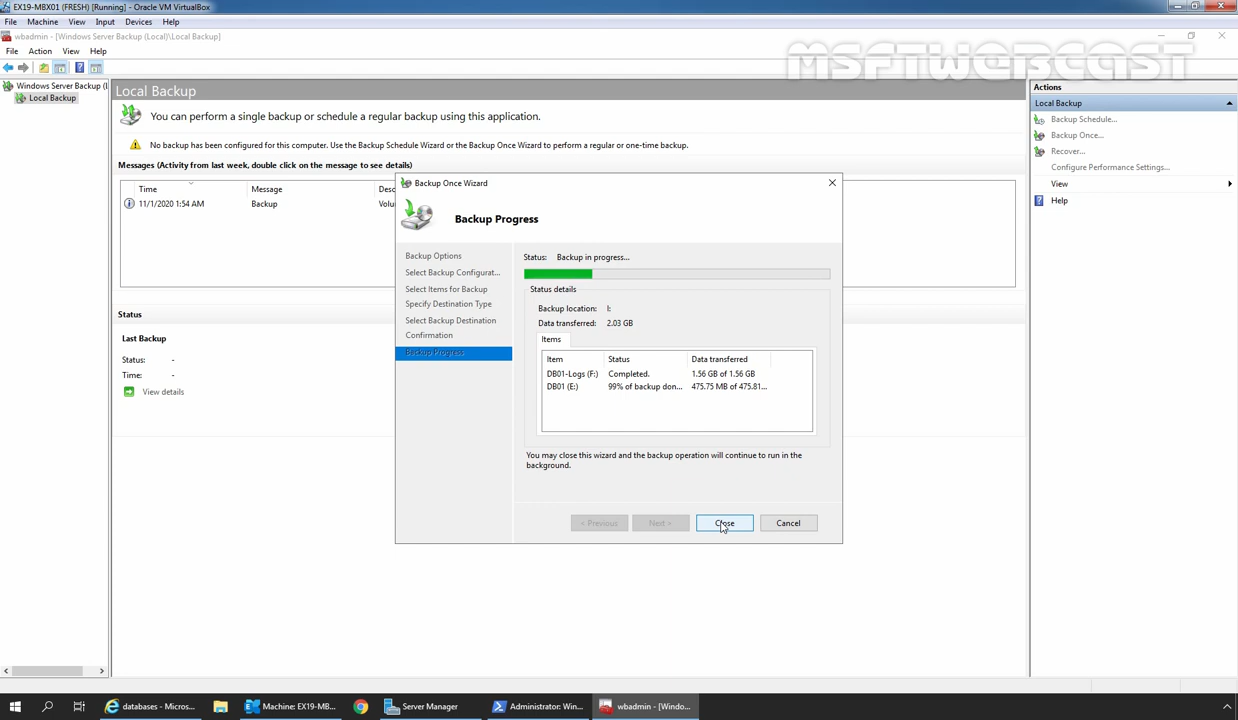 EX19-MBX01 (FRESH) [Running] - Oracle VM VirtualBox
File Machine View Input Devices Help
wbadmin - [Windows Server Backup (Local)\Local Backup]
MSFTWEBCAST
File Action View Help
Windows Server Backup (l
Local Backup
Local Backup
You can perform a single backup or schedule a regular backup using this application.
No backup has been configured for this computer. Use the Backup Schedule Wizard or the Backup Once Wizard to perform a regular or one-time backup.
Messages (Activity from last week, double click on the message to see details)
Time Message Desc
11/1/2020 1:54 AM Backup Volu
Status
Last Backup
Status: -
Time: -
View details
Backup Once Wizard
Backup Progress
Backup Options
Select Backup Configurat...
Select Items for Backup
Specify Destination Type
Select Backup Destination
Confirmation
Backup Progress
Status: Backup in progress...
Status details
Backup location: I:
Data transferred: 2.03 GB
Items
Item Status Data transferred
DB01-Logs (F:) Completed. 1.56 GB of 1.56 GB
DB01 (E:) 99% of backup don... 475.75 MB of 475.81...
You may close this wizard and the backup operation will continue to run in the
background.
< Previous Next > Close Cancel
Actions
Local Backup
Backup Schedule...
Backup Once...
Recover...
Configure Performance Settings...
View
Help
databases - Micros... Machine: EX19-MB... Server Manager Administrator: Win... wbadmin - [Windo...